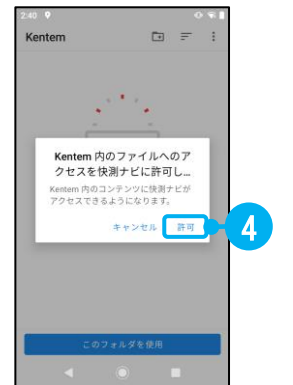 2:40
Kentem
Kentem 内のファイルへのア
クセスを快測ナビに許可し...
Kentem 内のコンテンツに快測ナビが
アクセスできるようになります。
キャンセル 許可
4
このフォルダを使用